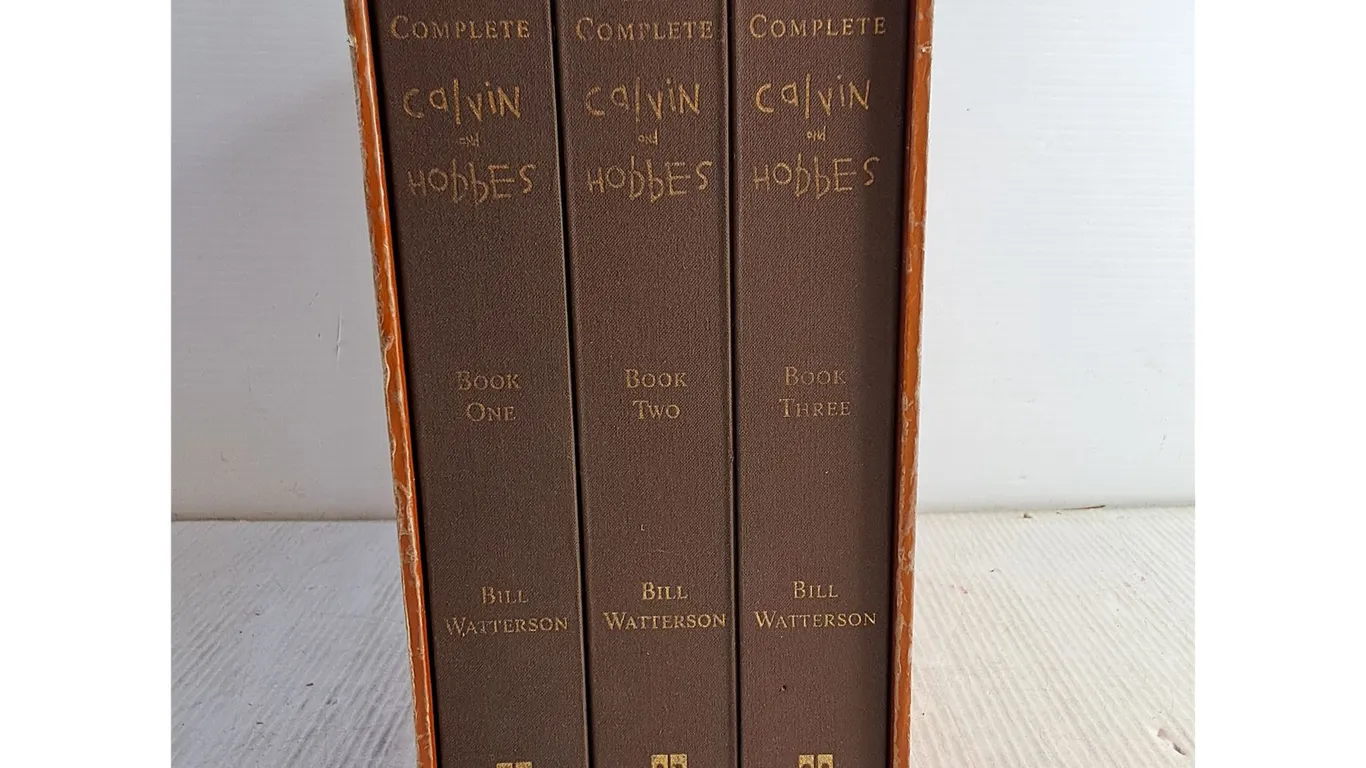 COMPLETE
CALVIN
AND
HOBBES
BOOK
ONE
BILL
WATTERSON
COMPLETE
CALVIN
AND
HOBBES
BOOK
TWO
BILL
WATTERSON
COMPLETE
CALVIN
AND
HOBBES
BOOK
THREE
BILL
WATTERSON